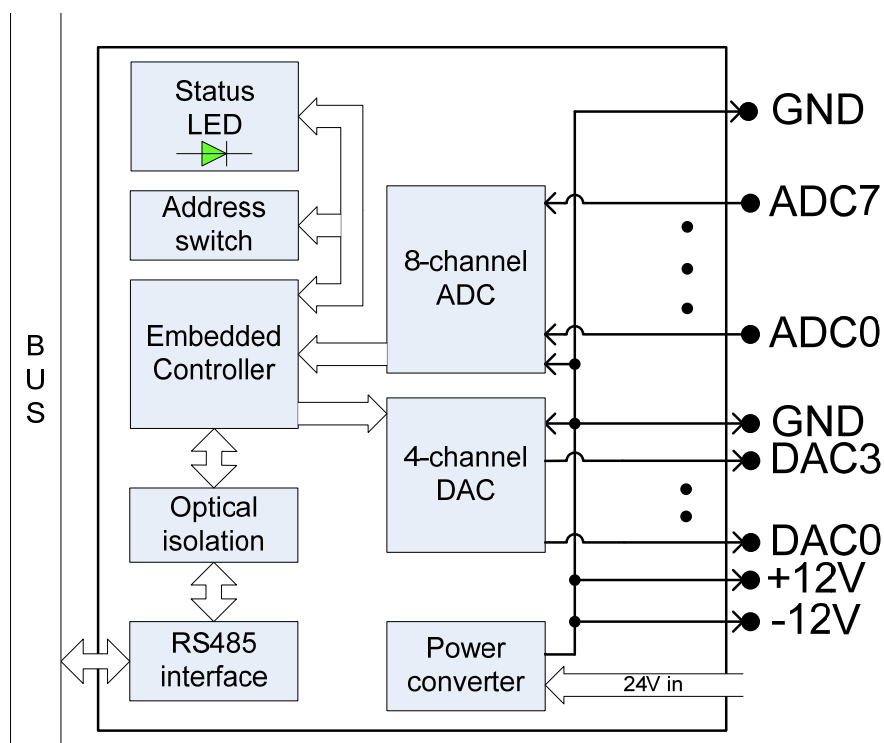 BUS
Status
LED
Address
switch
Embedded
Controller
Optical
isolation
RS485
interface
8-channel
ADC
4-channel
DAC
Power
converter
24V in
GND
ADC7
ADC0
GND
DAC3
DAC0
+12V
-12V